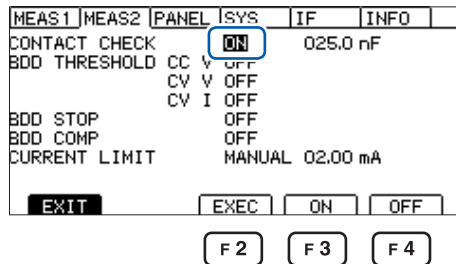 MEAS1 MEAS2 PANEL SYS IF INFO
CONTACT CHECK ON 025.0 nF
BDD THRESHOLD CC V OFF
CV V OFF
CV I OFF
BDD STOP OFF
BDD COMP OFF
CURRENT LIMIT MANUAL 02.00 mA
EXIT EXEC ON OFF
F2 F3 F4